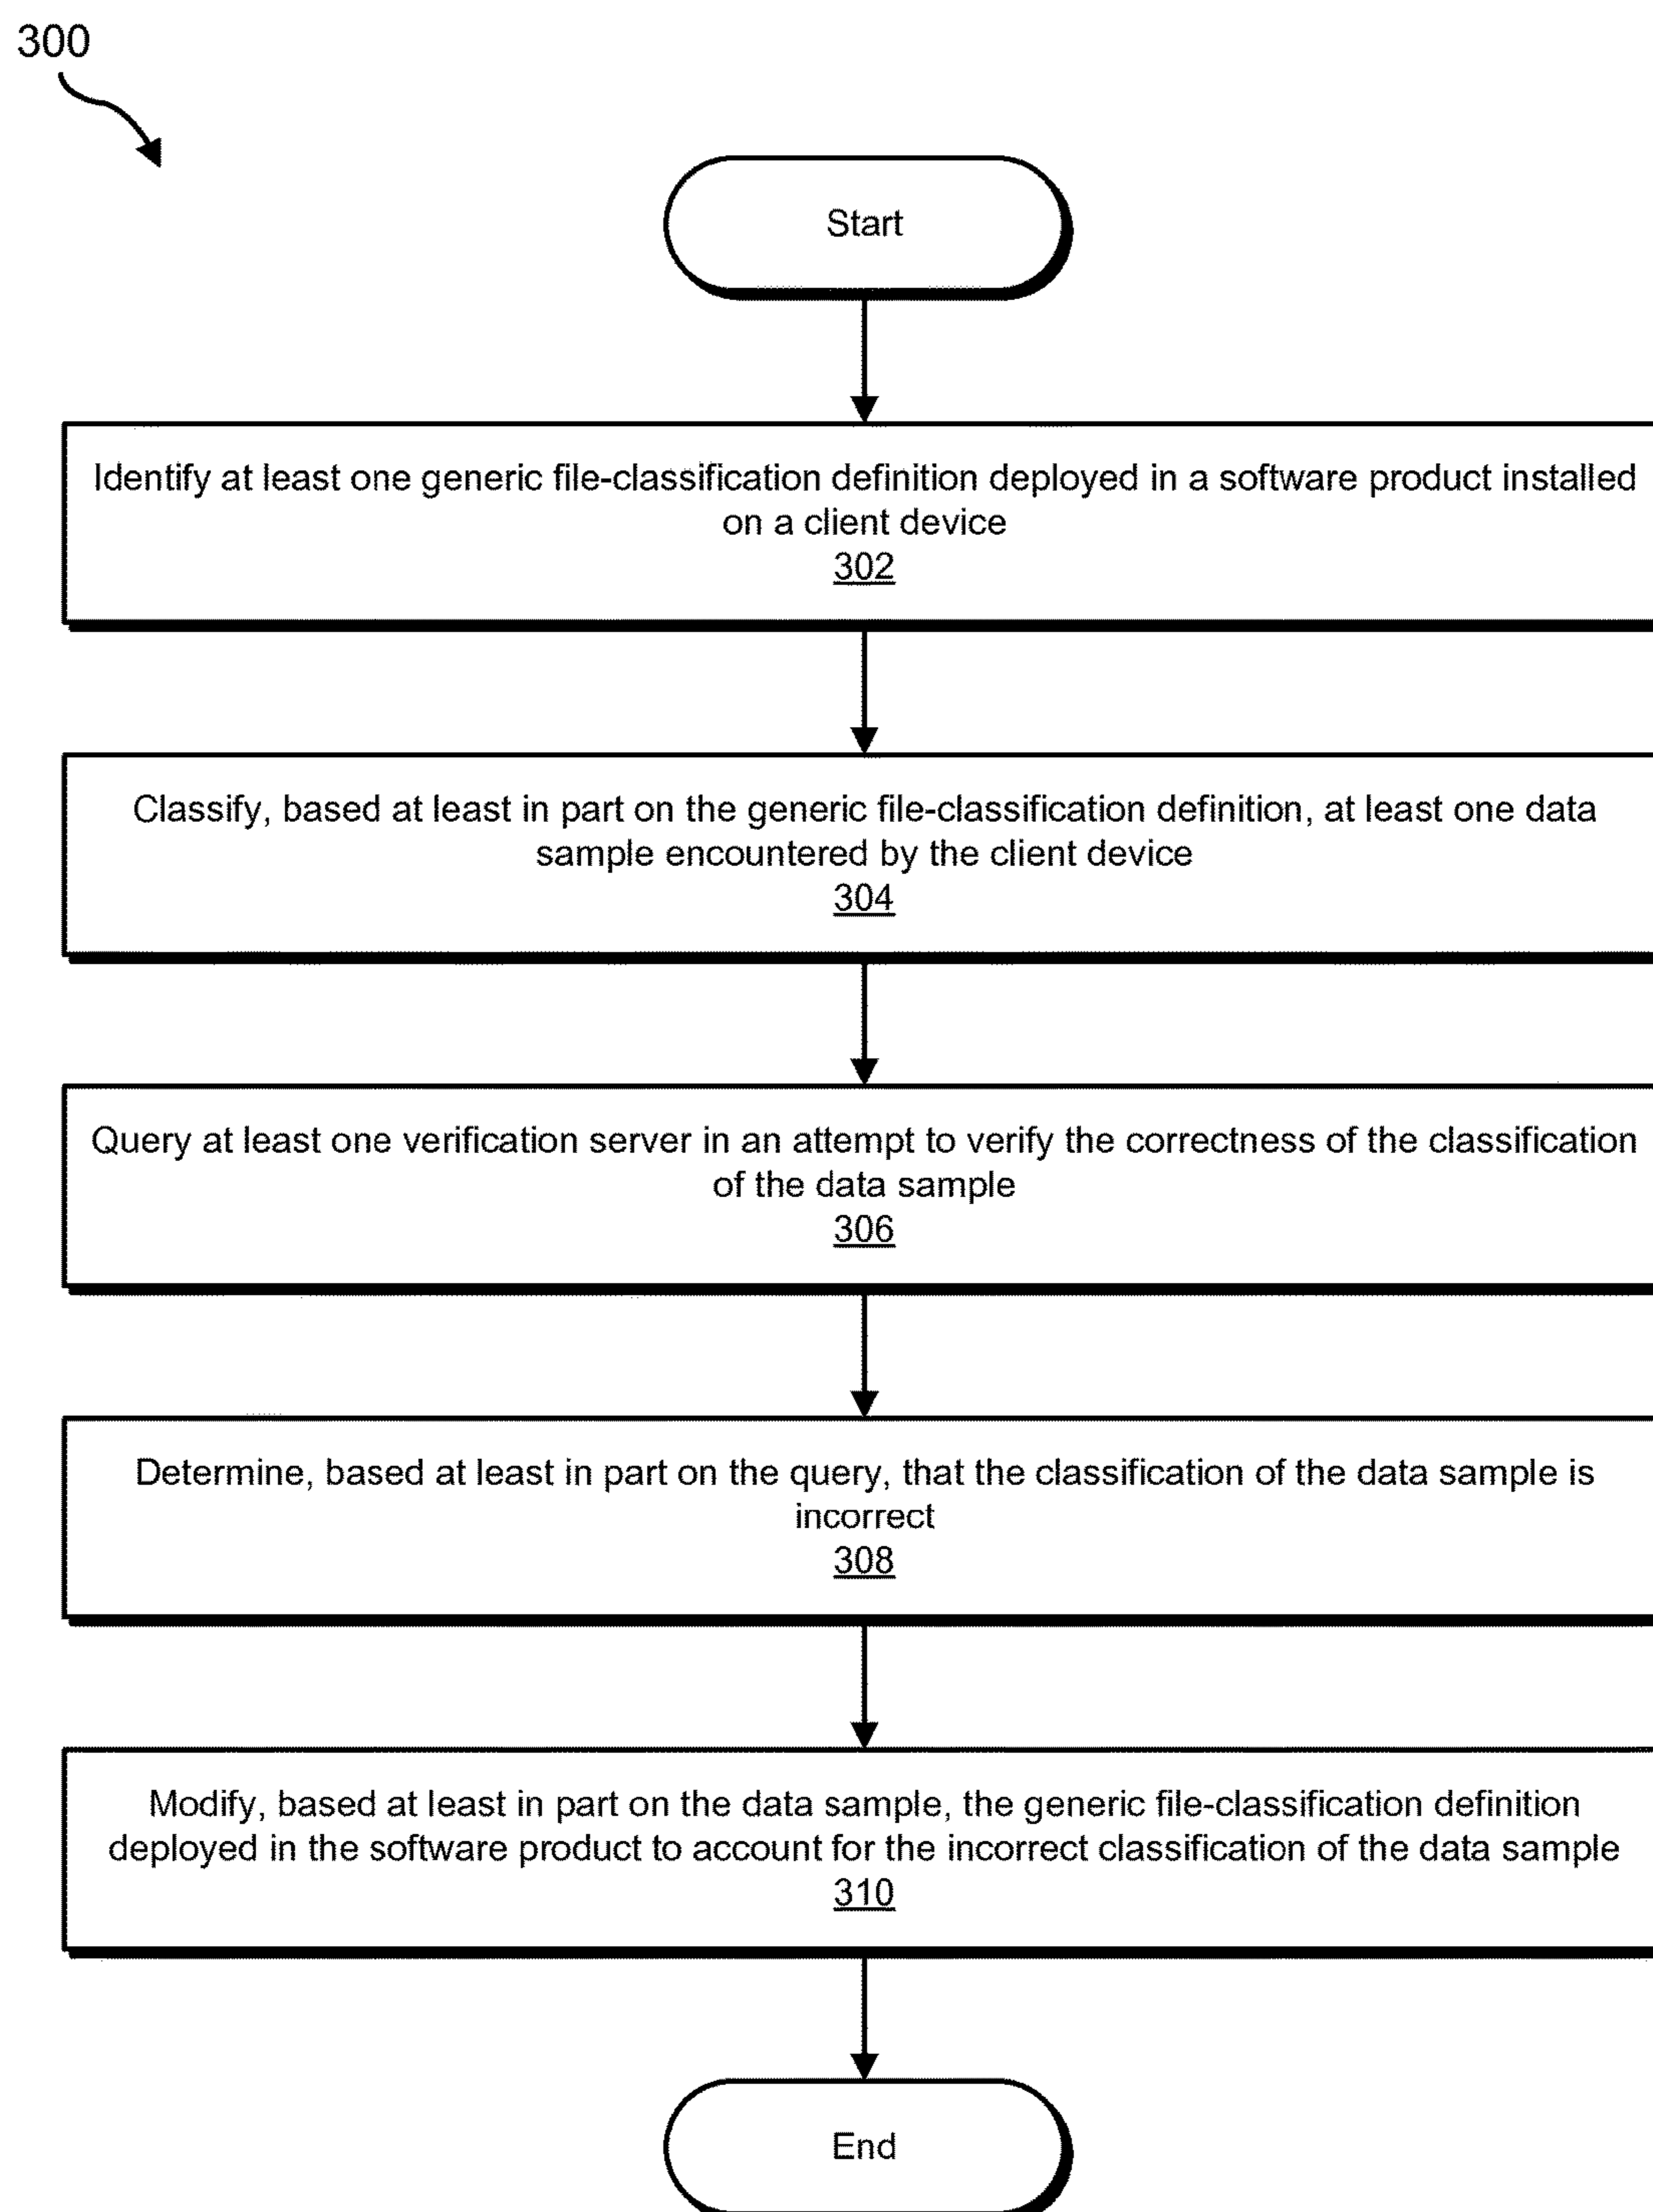 300
Start
Identify at least one generic file-classification definition deployed in a software product installed
on a client device
302
Classify, based at least in part on the generic file-classification definition, at least one data
sample encountered by the client device
304
Query at least one verification server in an attempt to verify the correctness of the classification
of the data sample
306
Determine, based at least in part on the query, that the classification of the data sample is
incorrect
308
Modify, based at least in part on the data sample, the generic file-classification definition
deployed in the software product to account for the incorrect classification of the data sample
310
End